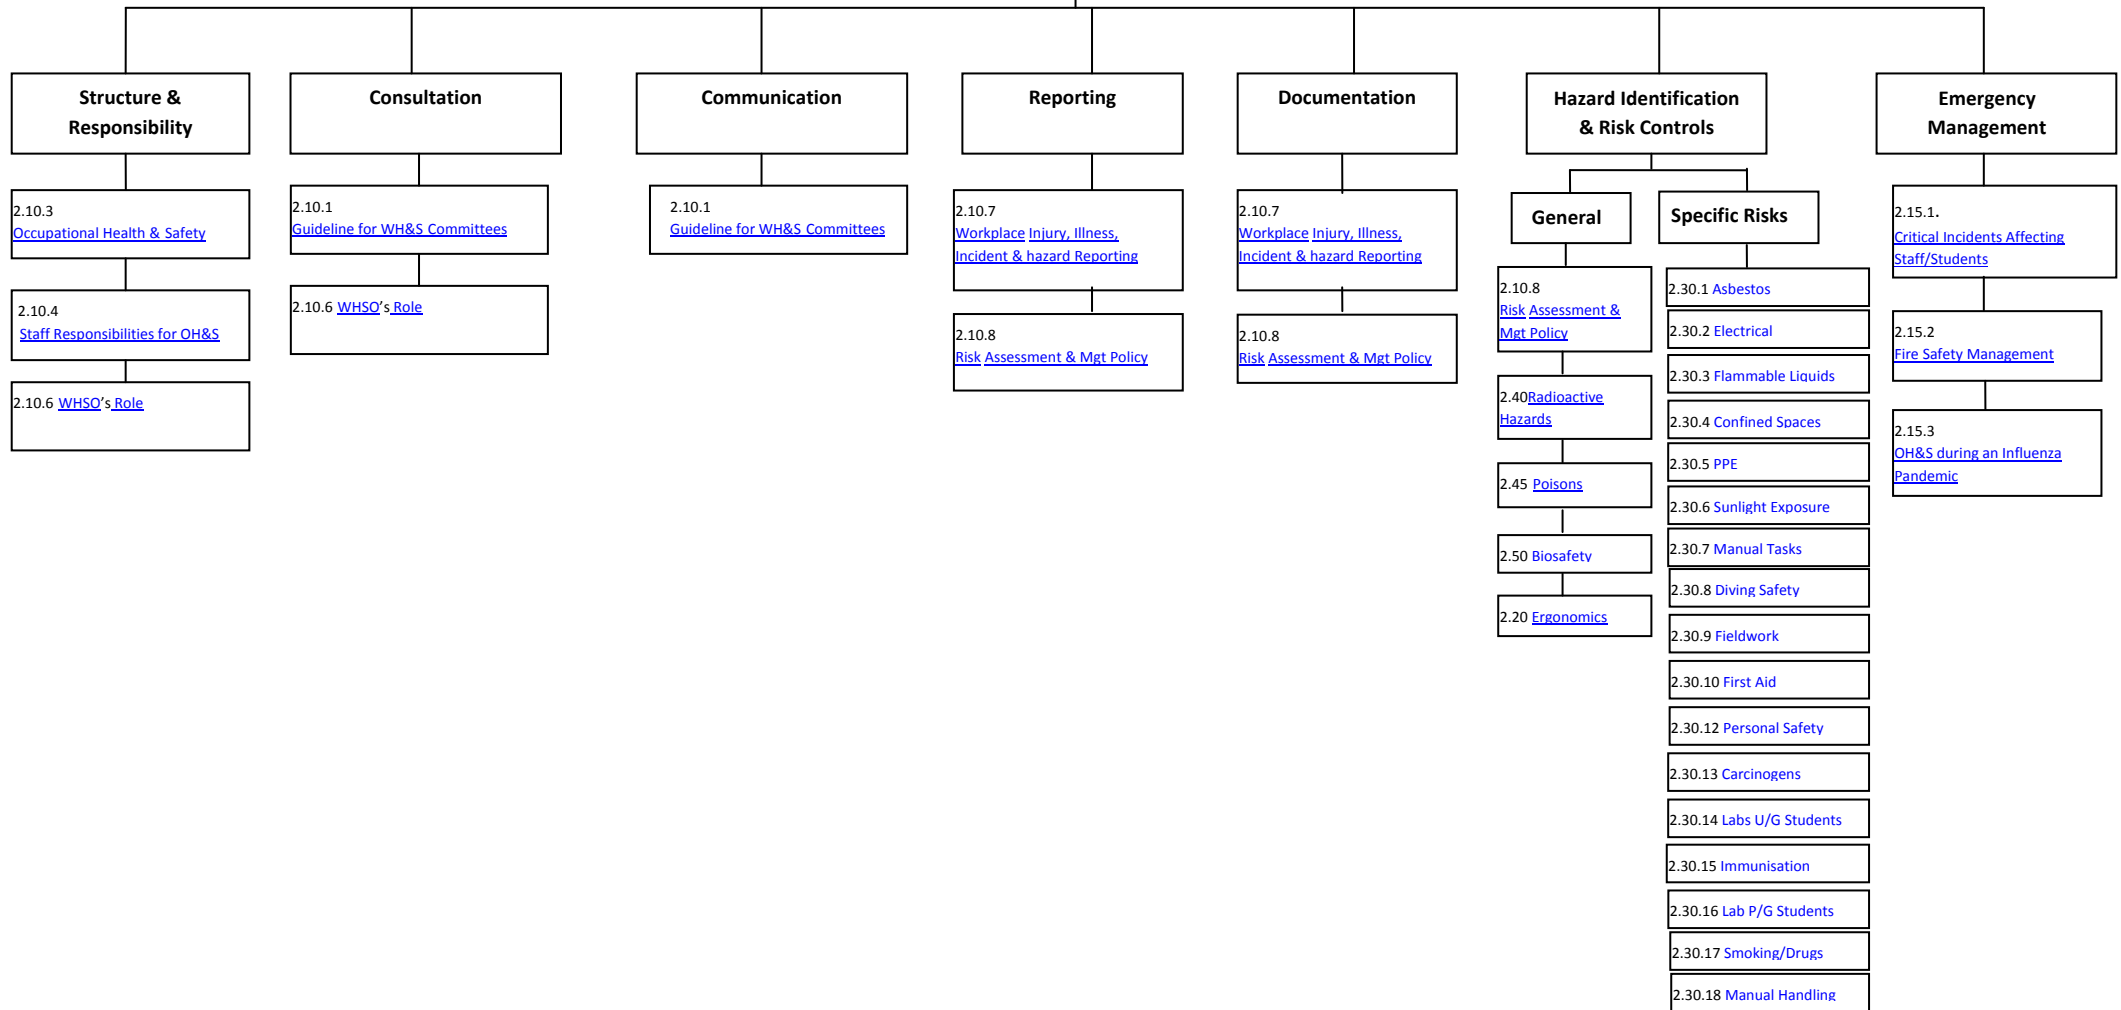 Structure &
Responsibility
2.10.3
Occupational Health & Safety
2.10.4
Staff Responsibilities for OH&S
2.10.6 WHSO's Role
Consultation
2.10.1
Guideline for WH&S Committees
2.10.6 WHSO's Role
Communication
2.10.1
Guideline for WH&S Committees
Reporting
2.10.7
Workplace Injury, Illness,
Incident & hazard Reporting
2.10.8
Risk Assessment & Mgt Policy
Documentation
2.10.7
Workplace Injury, Illness,
Incident & hazard Reporting
2.10.8
Risk Assessment & Mgt Policy
Hazard Identification
& Risk Controls
General
2.10.8
Risk Assessment &
Mgt Policy
2.40Radioactive
Hazards
2.45 Poisons
2.50 Biosafety
2.20 Ergonomics
Specific Risks
2.30.1 Asbestos
2.30.2 Electrical
2.30.3 Flammable Liquids
2.30.4 Confined Spaces
2.30.5 PPE
2.30.6 Sunlight Exposure
2.30.7 Manual Tasks
2.30.8 Diving Safety
2.30.9 Fieldwork
2.30.10 First Aid
2.30.12 Personal Safety
2.30.13 Carcinogens
2.30.14 Labs U/G Students
2.30.15 Immunisation
2.30.16 Lab P/G Students
2.30.17 Smoking/Drugs
2.30.18 Manual Handling
Emergency
Management
2.15.1.
Critical Incidents Affecting
Staff/Students
2.15.2
Fire Safety Management
2.15.3
OH&S during an Influenza
Pandemic